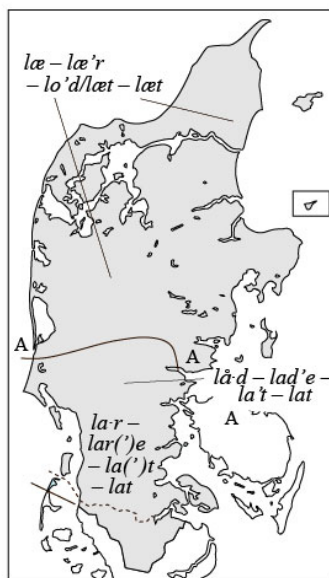 læ – læ’r
– lo’d/læt – læt
A
A
lå·d – lad’e –
la’t – lat
A
la·r –
lar(’)e
– la(’)t
– lat